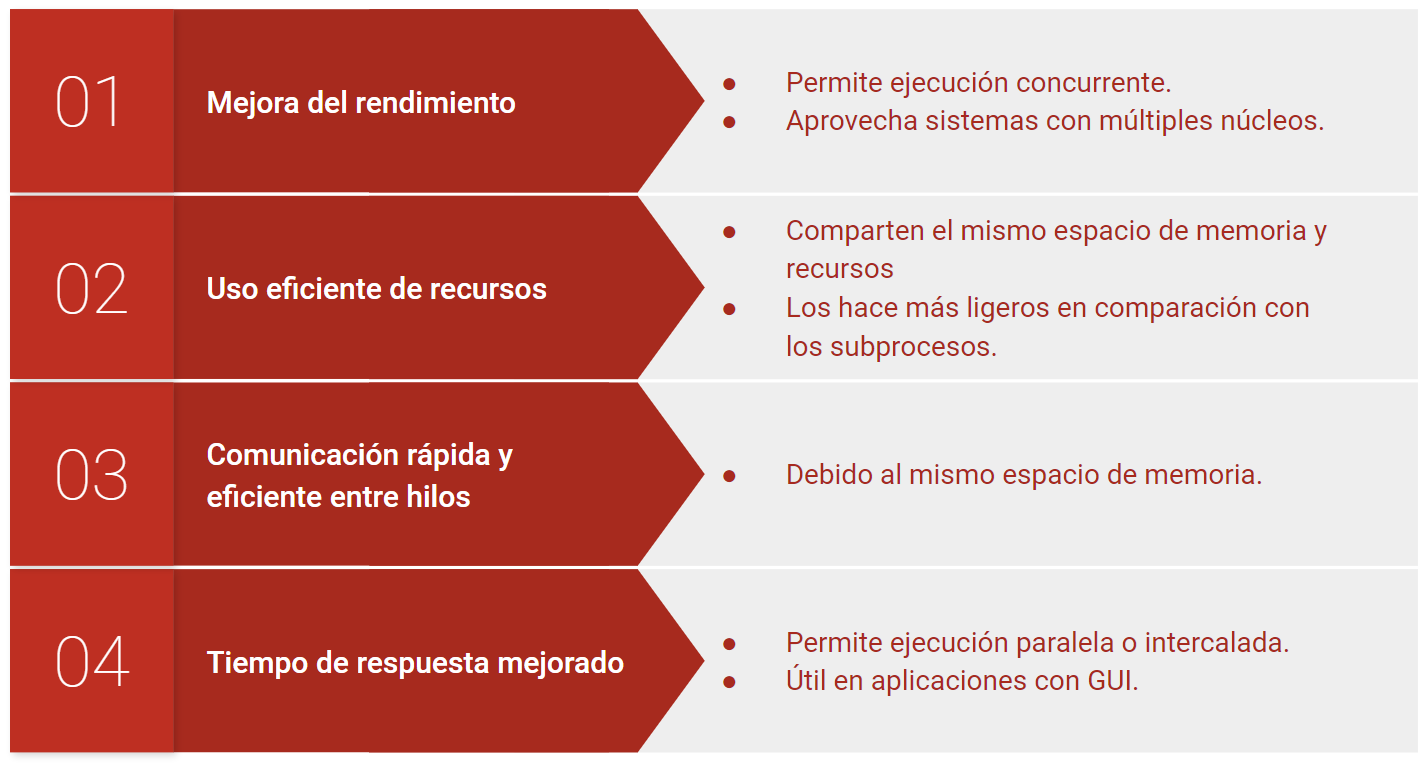 01
Mejora del rendimiento
● Permite ejecución concurrente.
● Aprovecha sistemas con múltiples núcleos.
02
Uso eficiente de recursos
● Comparten el mismo espacio de memoria y
recursos
● Los hace más ligeros en comparación con
los subprocesos.
03
Comunicación rápida y
eficiente entre hilos
● Debido al mismo espacio de memoria.
04
Tiempo de respuesta mejorado
● Permite ejecución paralela o intercalada.
● Útil en aplicaciones con GUI.